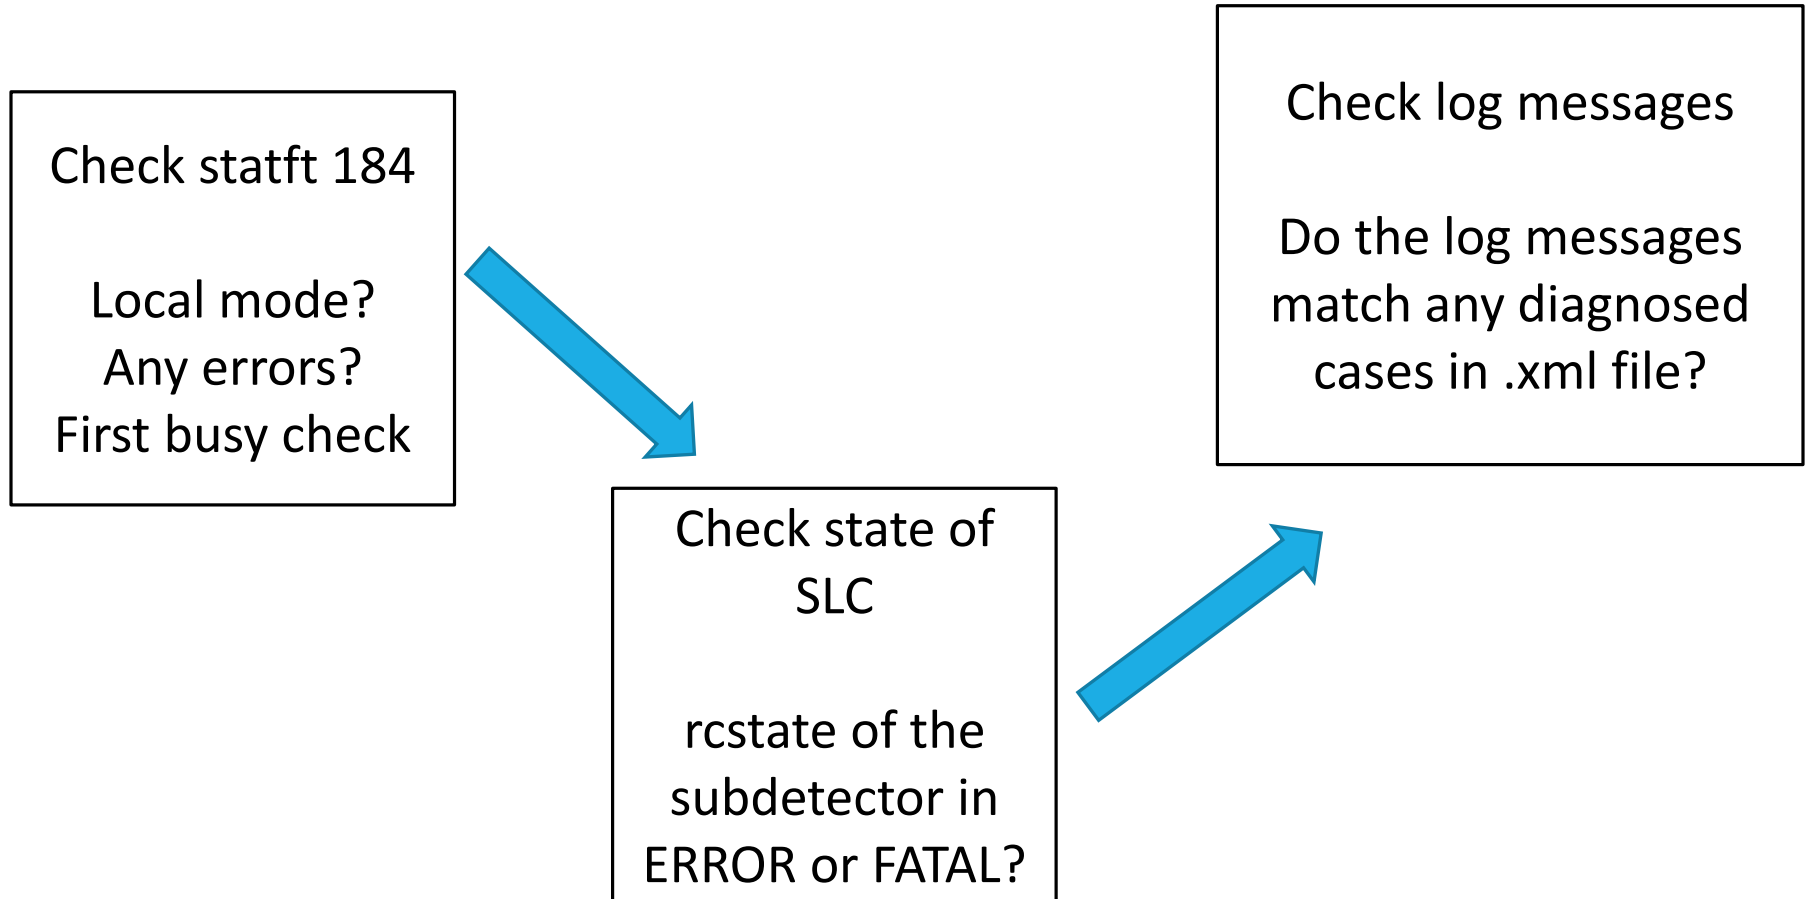 Check statft 184
Local mode?
Any errors?
First busy check
Check state of
SLC
rcstate of the
subdetector in
ERROR or FATAL?
Check log messages
Do the log messages
match any diagnosed
cases in .xml file?